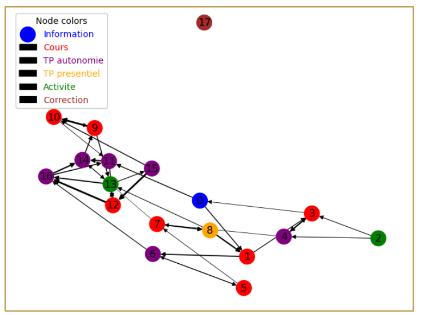 Node colors
Information
Cours
TP autonomie
TP presentiel
Activite
Correction
17
10
9
14
11
15
16
13
12
0
3
7
8
4
2
6
1
5